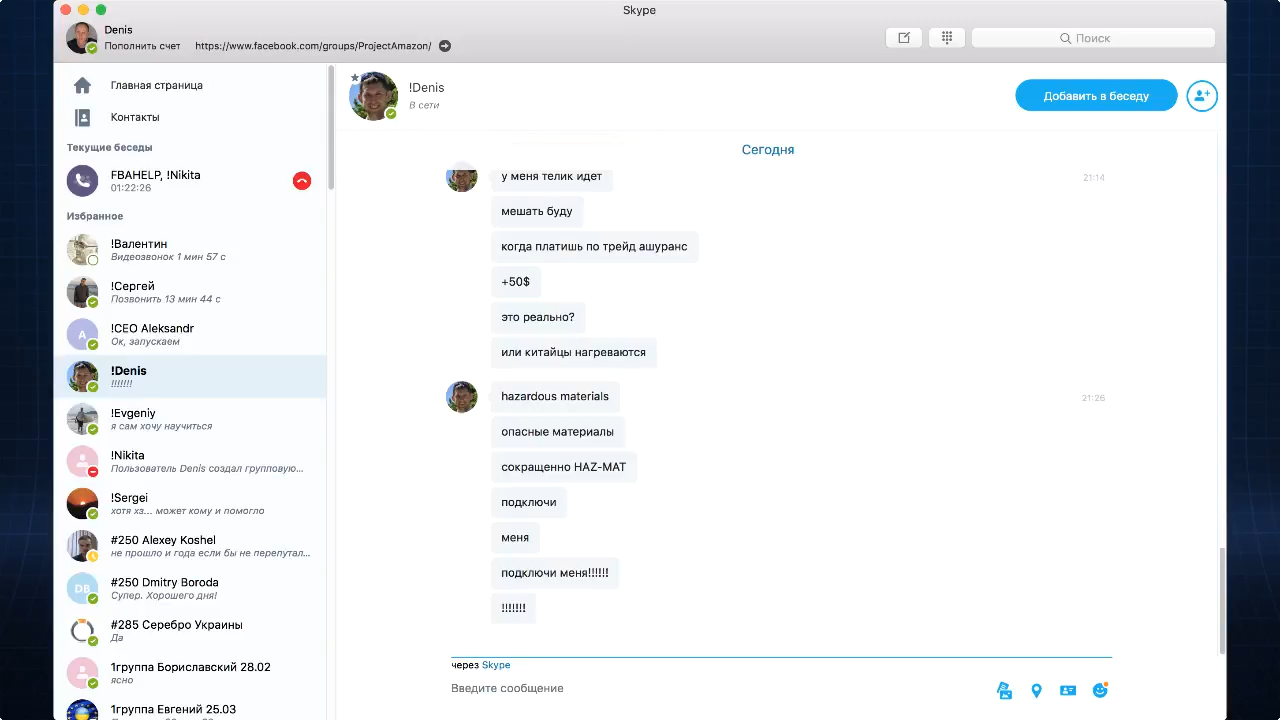 Skype
Denis
Пополнить счет https://www.facebook.com/groups/ProjectAmazon/
Поиск
Главная страница
Контакты
Текущие беседы
FBAHELP, !Nikita
01:22:26
Избранное
!Валентин
Видеозвонок 1 мин 57 с
!Сергей
Позвонить 13 мин 44 с
A
!CEO Aleksandr
Ок, запускаем
!Denis
!!!!!!!
!Evgeniy
я сам хочу научиться
!Nikita
Пользователь Denis создал групповую...
!Sergei
хотя хз... может кому и помогло
#250 Alexey Koshel
не прошло и года если бы не перепутал...
DB
#250 Dmitry Boroda
Супер. Хорошего дня!
#285 Серебро Украины
Да
1группа Бориславский 28.02
ясно
1группа Евгений 25.03
!Denis
В сети
Добавить в беседу
Сегодня
у меня телик идет
21:14
мешать буду
когда платишь по трейд ашуранс
+50$
это реально?
или китайцы нагреваются
hazardous materials
21:26
опасные материалы
сокращенно HAZ-MAT
подключи
меня
подключи меня!!!!!!
!!!!!!!
через Skype
Введите сообщение